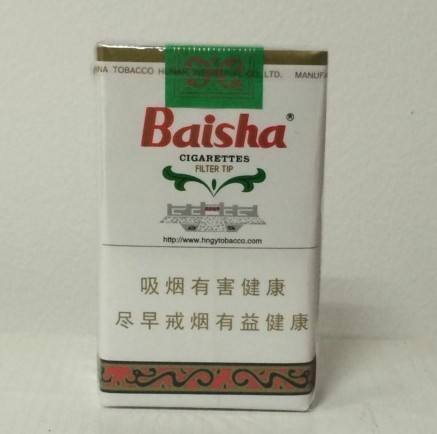 INA TOBACCO HUNAN CO., LTD. MANUFA
Baisha®
CIGARETTES
FILTER TIP
http://www.hngytobacco.com
吸烟有害健康
尽早戒烟有益健康